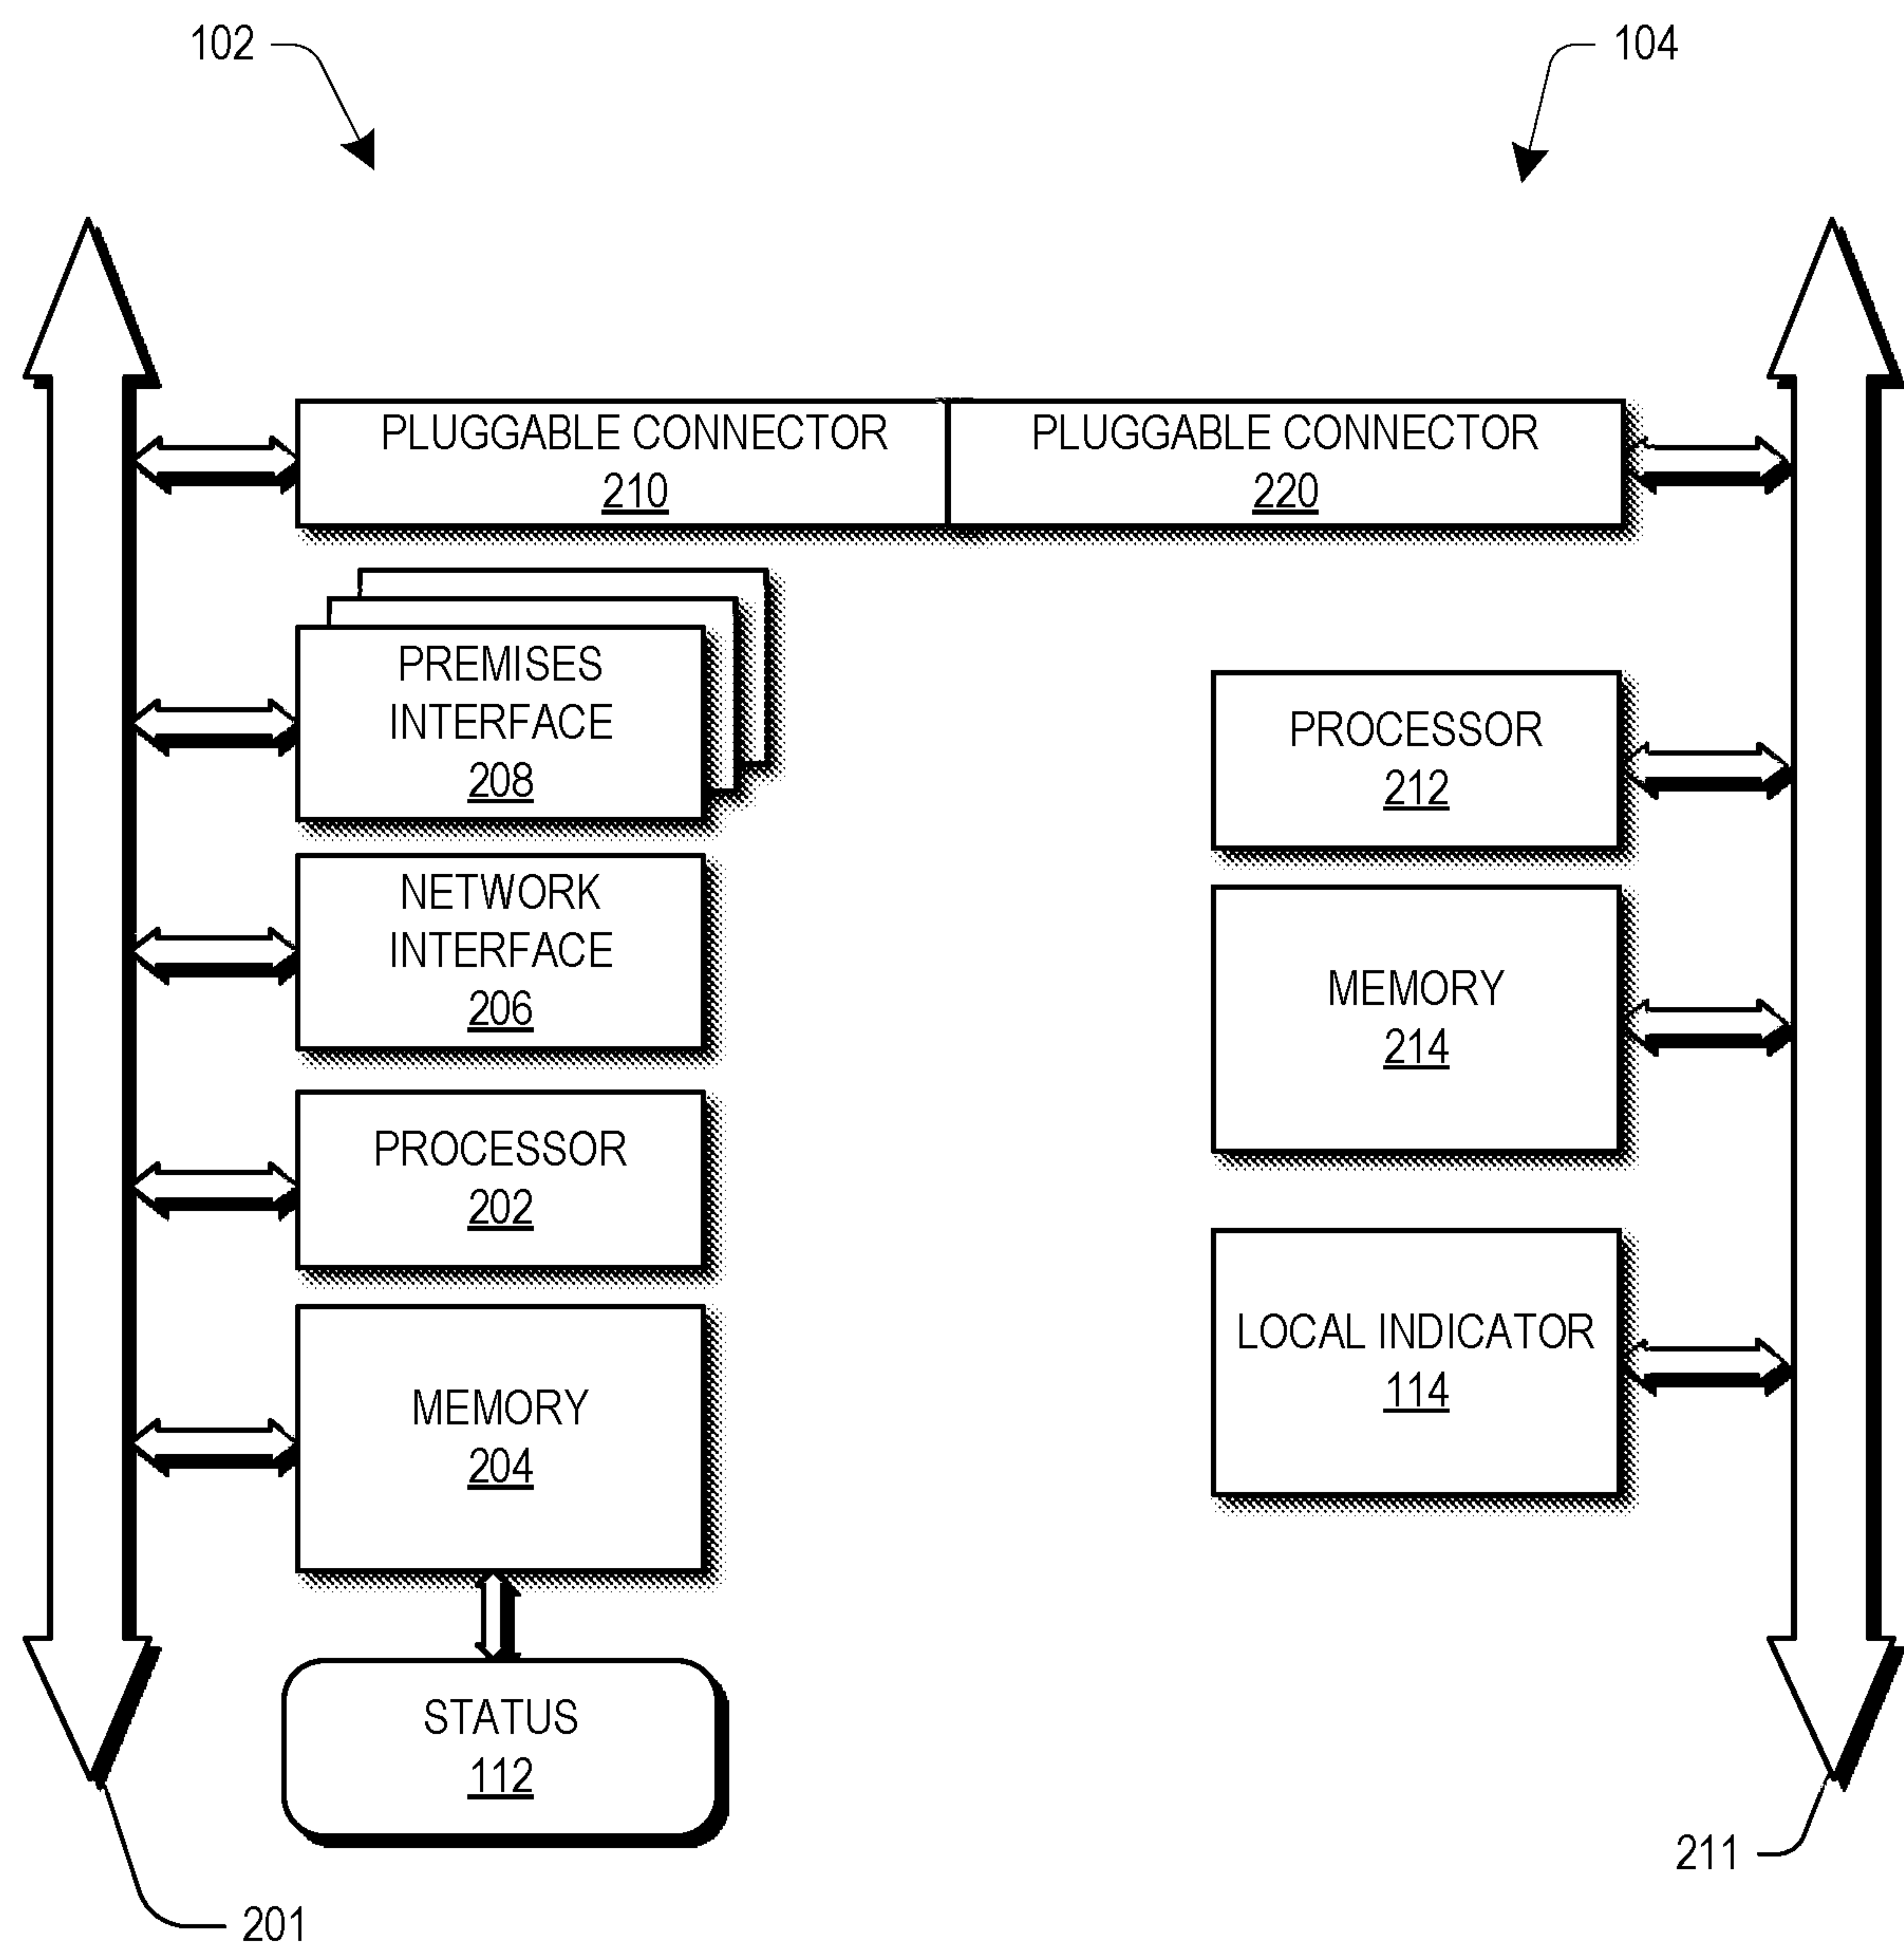 102
104
PLUGGABLE CONNECTOR
210
PLUGGABLE CONNECTOR
220
PREMISES
INTERFACE
208
NETWORK
INTERFACE
206
PROCESSOR
202
MEMORY
204
STATUS
112
201
PROCESSOR
212
MEMORY
214
LOCAL INDICATOR
114
211